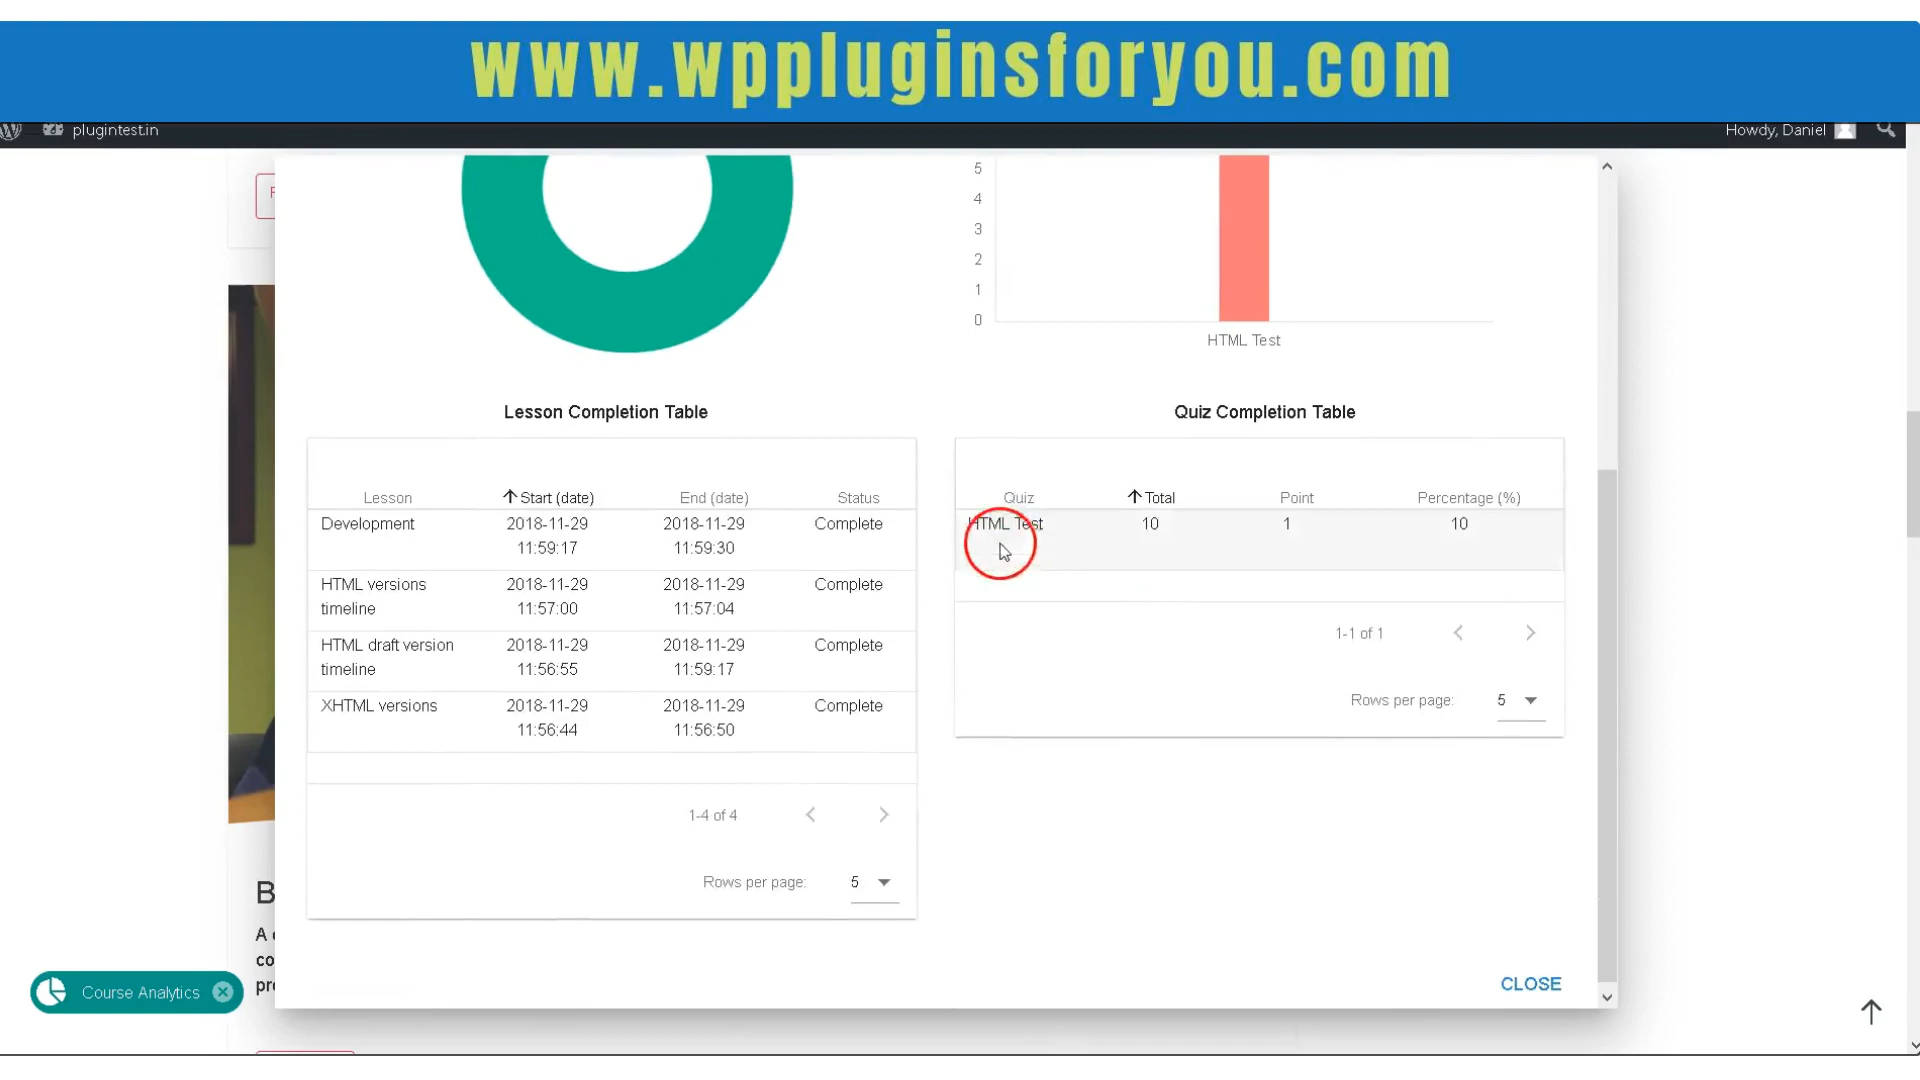 www.wppluginsforyou.com
plugintest.in
Howdy, Daniel
5
4
3
2
1
0
HTML Test
Lesson Completion Table
Lesson
Start (date)
End (date)
Status
Development
2018-11-29
11:59:17
2018-11-29
11:59:30
Complete
HTML versions
timeline
2018-11-29
11:57:00
2018-11-29
11:57:04
Complete
HTML draft version
timeline
2018-11-29
11:56:55
2018-11-29
11:59:17
Complete
XHTML versions
2018-11-29
11:56:44
2018-11-29
11:56:50
Complete
1-4 of 4
Rows per page:
5
Quiz Completion Table
Quiz
Total
Point
Percentage (%)
HTML Test
10
1
10
1-1 of 1
Rows per page:
5
B
A
co
pr
Course Analytics
CLOSE